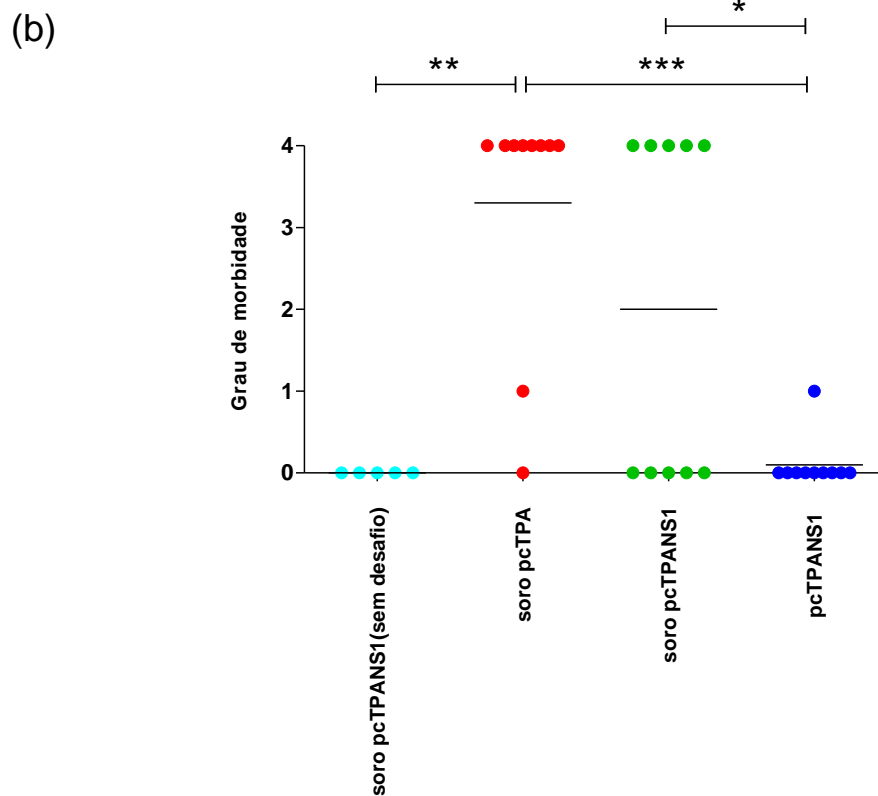 (b)
*
**
***
4
3
2
1
0
Grau de morbidade
soro pcTPANS1(sem desafio)
soro pcTPA
soro pcTPANS1
pcTPANS1